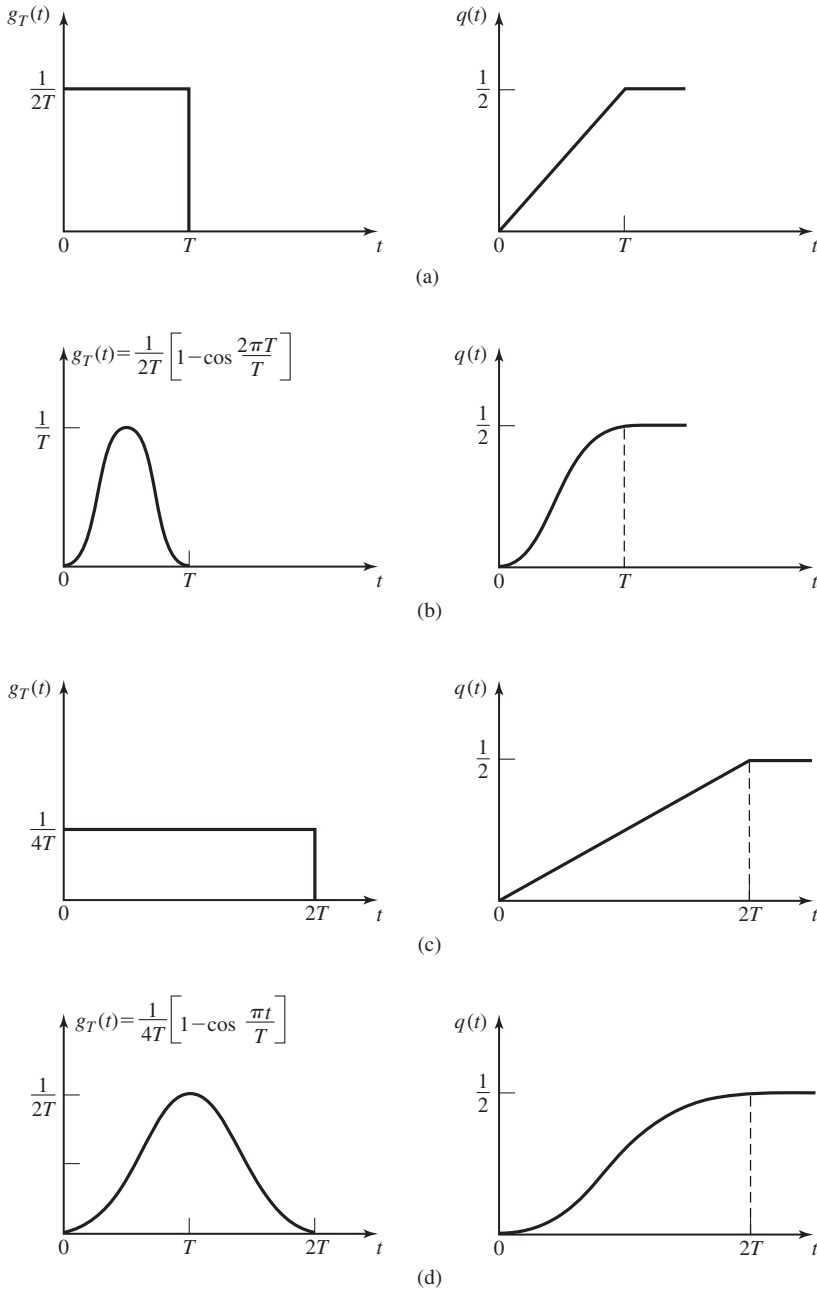 g_T(t)
1/2T
0 T t
q(t)
1/2
0 T t
(a)
g_T(t) = 1/2T [1−cos 2πT/T]
1/T
0 T t
q(t)
1/2
0 T t
(b)
g_T(t)
1/4T
0 2T t
q(t)
1/2
0 2T t
(c)
g_T(t) = 1/4T [1−cos πt/T]
1/2T
0 T 2T t
q(t)
1/2
0 2T t
(d)